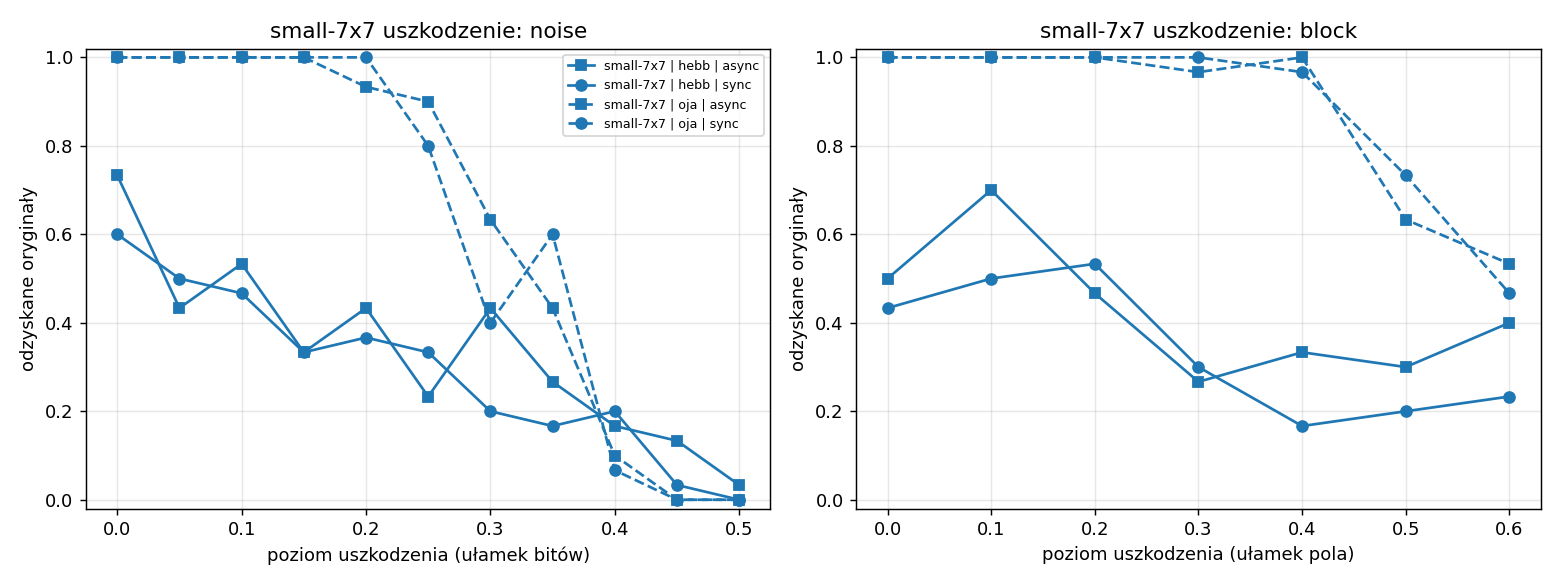 small-7x7 uszkodzenie: noise
odzyskane oryginały
1.0
0.8
0.6
0.4
0.2
0.0
small-7x7 | hebb | async
small-7x7 | hebb | sync
small-7x7 | oja | async
small-7x7 | oja | sync
0.0 0.1 0.2 0.3 0.4 0.5
poziom uszkodzenia (ułamek bitów)
small-7x7 uszkodzenie: block
odzyskane oryginały
1.0
0.8
0.6
0.4
0.2
0.0
0.0 0.1 0.2 0.3 0.4 0.5 0.6
poziom uszkodzenia (ułamek pola)